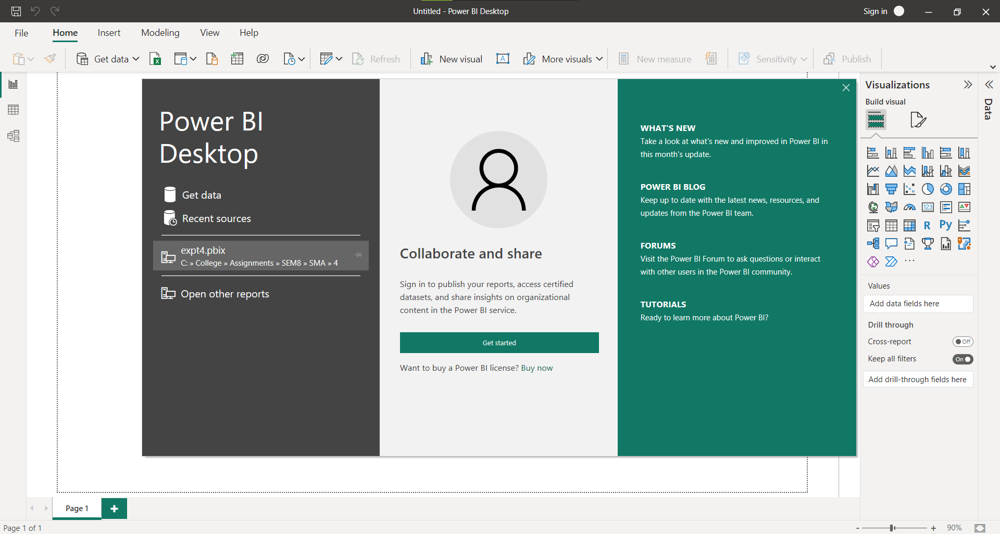 Untitled - Power BI Desktop
Sign in
File
Home
Insert
Modeling
View
Help
Get data
Refresh
New visual
More visuals
New measure
Sensitivity
Publish
Power BI
Desktop
Get data
Recent sources
expt4.pbix
C: » College » Assignments » SEM8 » SMA » 4
Open other reports
Collaborate and share
Sign in to publish your reports, access certified
datasets, and share insights on organizational
content in the Power BI service.
Get started
Want to buy a Power BI license? Buy now
WHAT'S NEW
Take a look at what's new and improved in Power BI in
this month's update.
POWER BI BLOG
Keep up to date with the latest news, resources, and
updates from the Power BI team.
FORUMS
Visit the Power BI Forum to ask questions or interact
with other users in the Power BI community.
TUTORIALS
Ready to learn more about Power BI?
Visualizations
Build visual
123
R
Py
Values
Add data fields here
Drill through
Cross-report
Off
Keep all filters
On
Add drill-through fields here
Data
Page 1
Page 1 of 1
90%